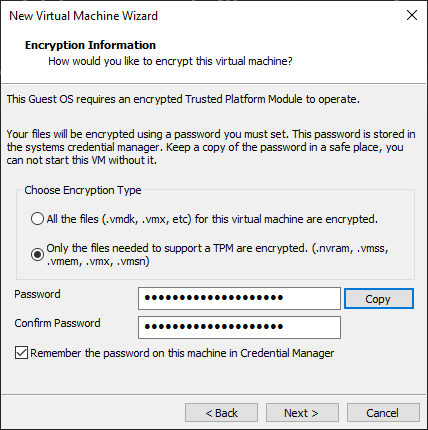 New Virtual Machine Wizard
Encryption Information
How would you like to encrypt this virtual machine?
This Guest OS requires an encrypted Trusted Platform Module to operate.
Your files will be encrypted using a password you must set. This password is stored in
the systems credential manager. Keep a copy of the password in a safe place, you
can not start this VM without it.
Choose Encryption Type
All the files (.vmdk, .vmx, etc) for this virtual machine are encrypted.
Only the files needed to support a TPM are encrypted. (.nvram, .vmss,
.vmem, .vmx, .vmsn)
Password
Copy
Confirm Password
Remember the password on this machine in Credential Manager
< Back
Next >
Cancel